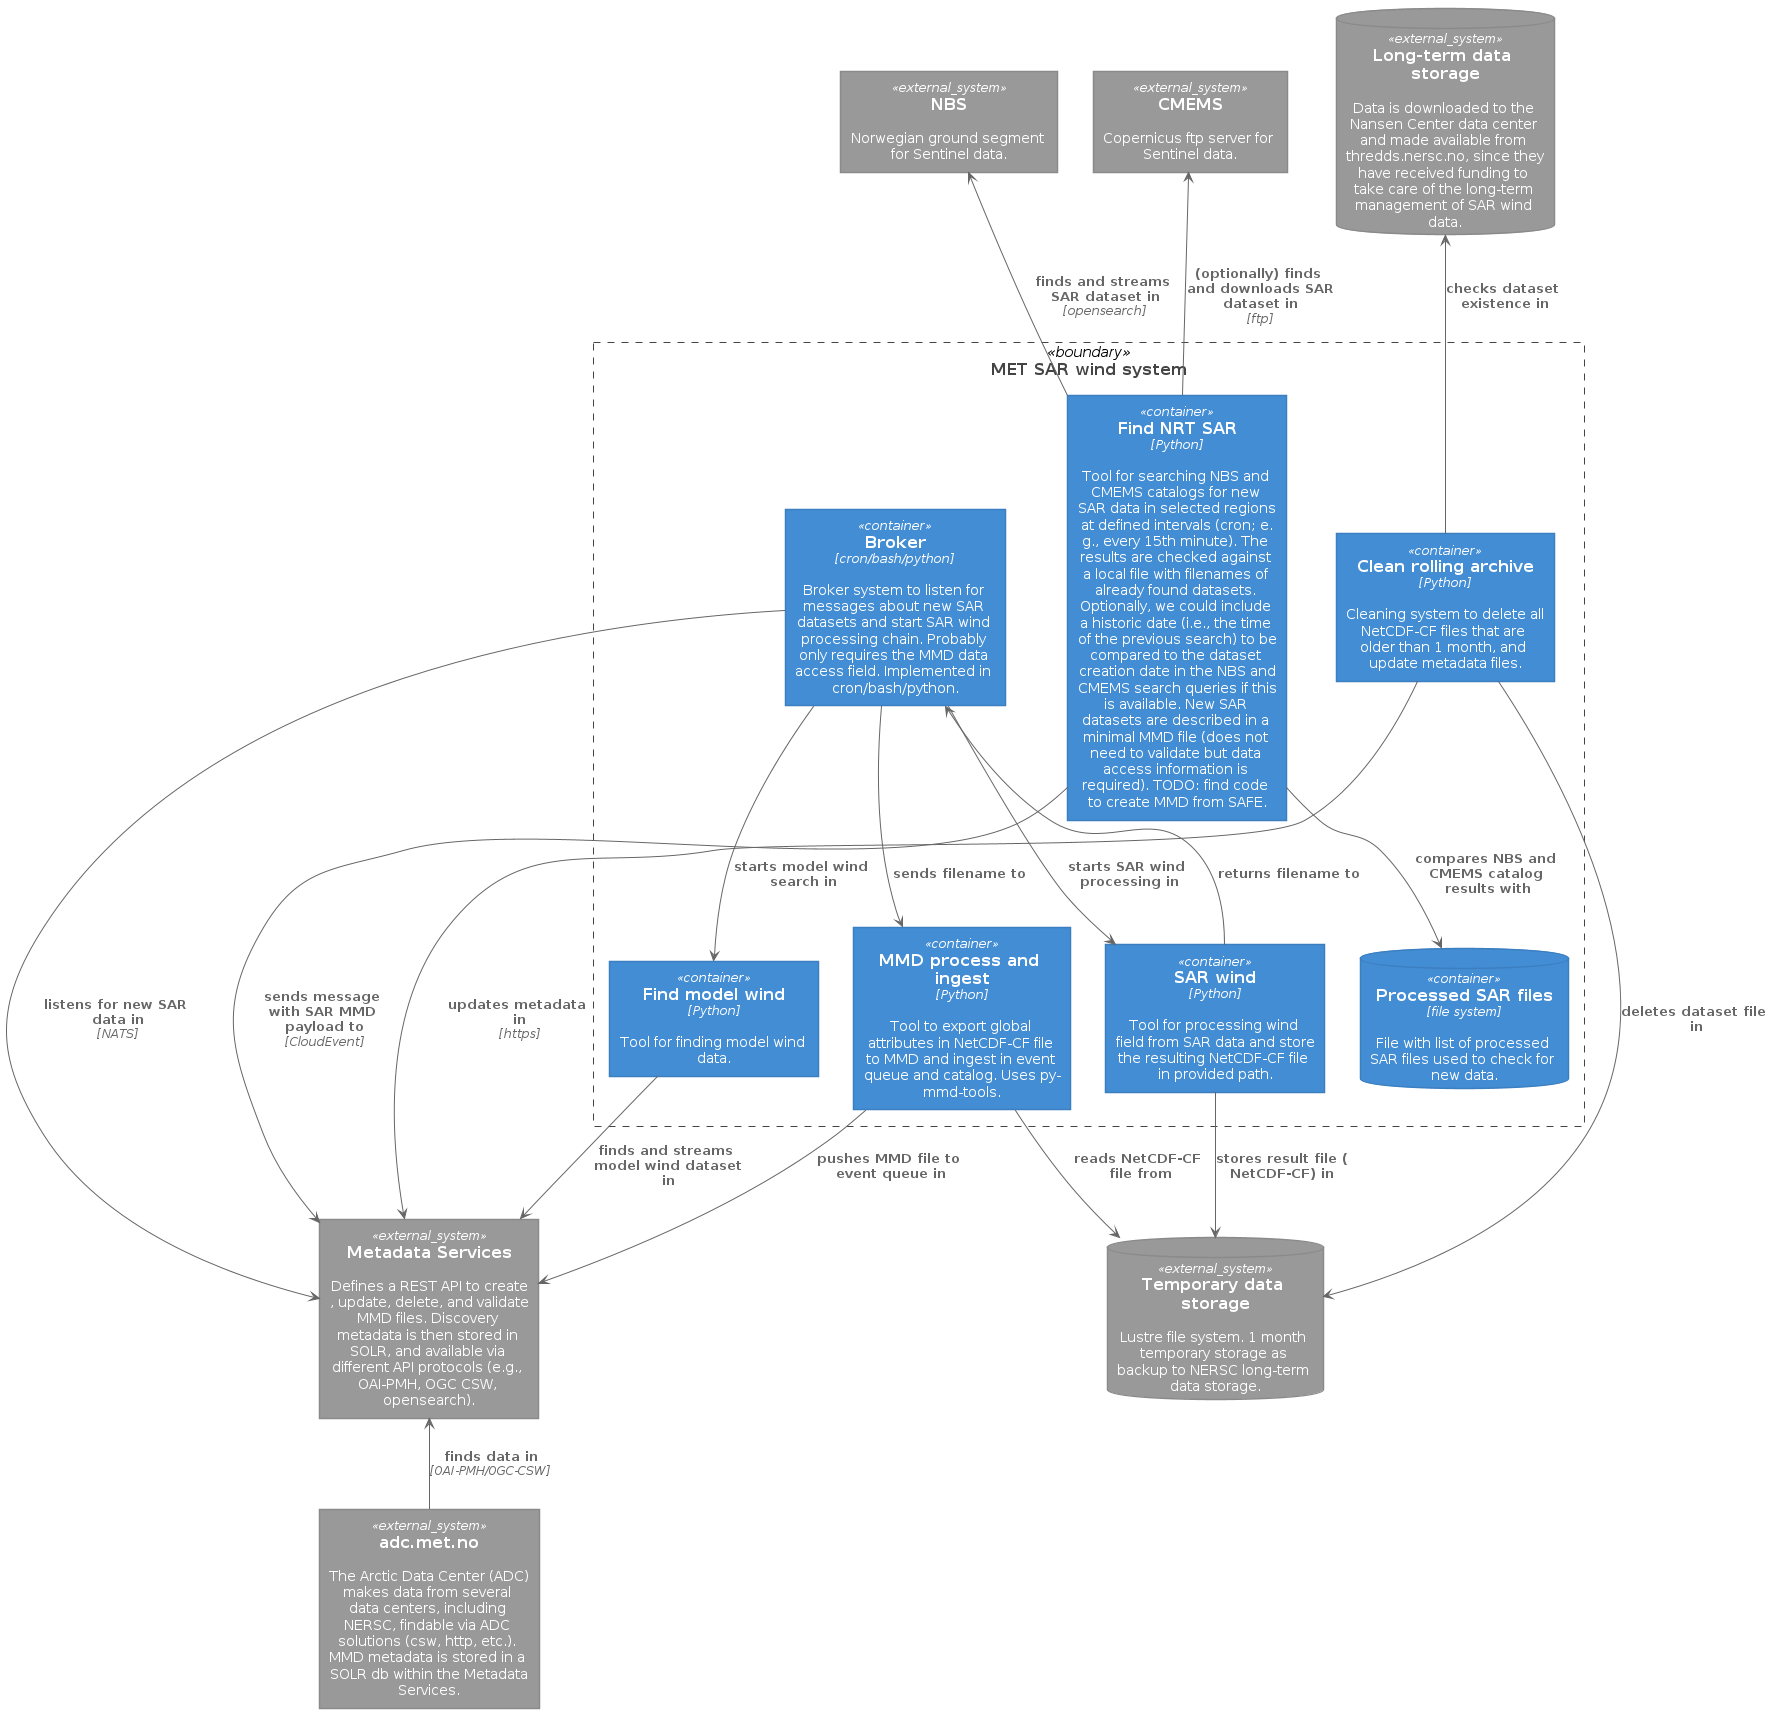 «external_system»
Long-term data
storage
Data is downloaded to the
Nansen Center data center
and made available from
thredds.nersc.no, since they
have received funding to
take care of the long-term
management of SAR wind
data.
«external_system»
NBS
Norwegian ground segment
for Sentinel data.
«external_system»
CMEMS
Copernicus ftp server for
Sentinel data.
finds and streams
SAR dataset in
[opensearch]
(optionally) finds
and downloads SAR
dataset in
[ftp]
checks dataset
existence in
«boundary»
MET SAR wind system
«container»
Find NRT SAR
[Python]
Tool for searching NBS and
CMEMS catalogs for new
SAR data in selected regions
at defined intervals (cron; e.
g., every 15th minute). The
results are checked against
a local file with filenames of
already found datasets.
Optionally, we could include
a historic date (i.e., the time
of the previous search) to be
compared to the dataset
creation date in the NBS and
CMEMS search queries if this
is available. New SAR
datasets are described in a
minimal MMD file (does not
need to validate but data
access information is
required). TODO: find code
to create MMD from SAFE.
«container»
Broker
[cron/bash/python]
Broker system to listen for
messages about new SAR
datasets and start SAR wind
processing chain. Probably
only requires the MMD data
access field. Implemented in
cron/bash/python.
«container»
Clean rolling archive
[Python]
Cleaning system to delete all
NetCDF-CF files that are
older than 1 month, and
update metadata files.
starts model wind
search in
sends filename to
starts SAR wind
processing in
returns filename to
compares NBS and
CMEMS catalog
results with
«container»
Find model wind
[Python]
Tool for finding model wind
data.
«container»
MMD process and
ingest
[Python]
Tool to export global
attributes in NetCDF-CF file
to MMD and ingest in event
queue and catalog. Uses py-
mmd-tools.
«container»
SAR wind
[Python]
Tool for processing wind
field from SAR data and store
the resulting NetCDF-CF file
in provided path.
«container»
Processed SAR files
[file system]
File with list of processed
SAR files used to check for
new data.
listens for new SAR
data in
[NATS]
sends message
with SAR MMD
payload to
[CloudEvent]
updates metadata
in
[https]
deletes dataset file
in
finds and streams
model wind dataset
in
pushes MMD file to
event queue in
reads NetCDF-CF
file from
stores result file (
NetCDF-CF) in
«external_system»
Metadata Services
Defines a REST API to create
, update, delete, and validate
MMD files. Discovery
metadata is then stored in
SOLR, and available via
different API protocols (e.g.,
OAI-PMH, OGC CSW,
opensearch).
«external_system»
Temporary data
storage
Lustre file system. 1 month
temporary storage as
backup to NERSC long-term
data storage.
finds data in
[OAI-PMH/OGC-CSW]
«external_system»
adc.met.no
The Arctic Data Center (ADC)
makes data from several
data centers, including
NERSC, findable via ADC
solutions (csw, http, etc.).
MMD metadata is stored in a
SOLR db within the Metadata
Services.